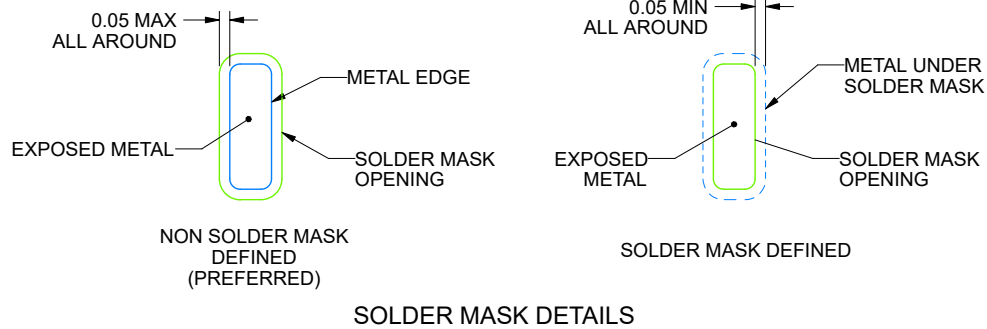 0.05 MAX
ALL AROUND
METAL EDGE
EXPOSED METAL
SOLDER MASK
OPENING
NON SOLDER MASK
DEFINED
(PREFERRED)
0.05 MIN
ALL AROUND
METAL UNDER
SOLDER MASK
EXPOSED
METAL
SOLDER MASK
OPENING
SOLDER MASK DEFINED
SOLDER MASK DETAILS